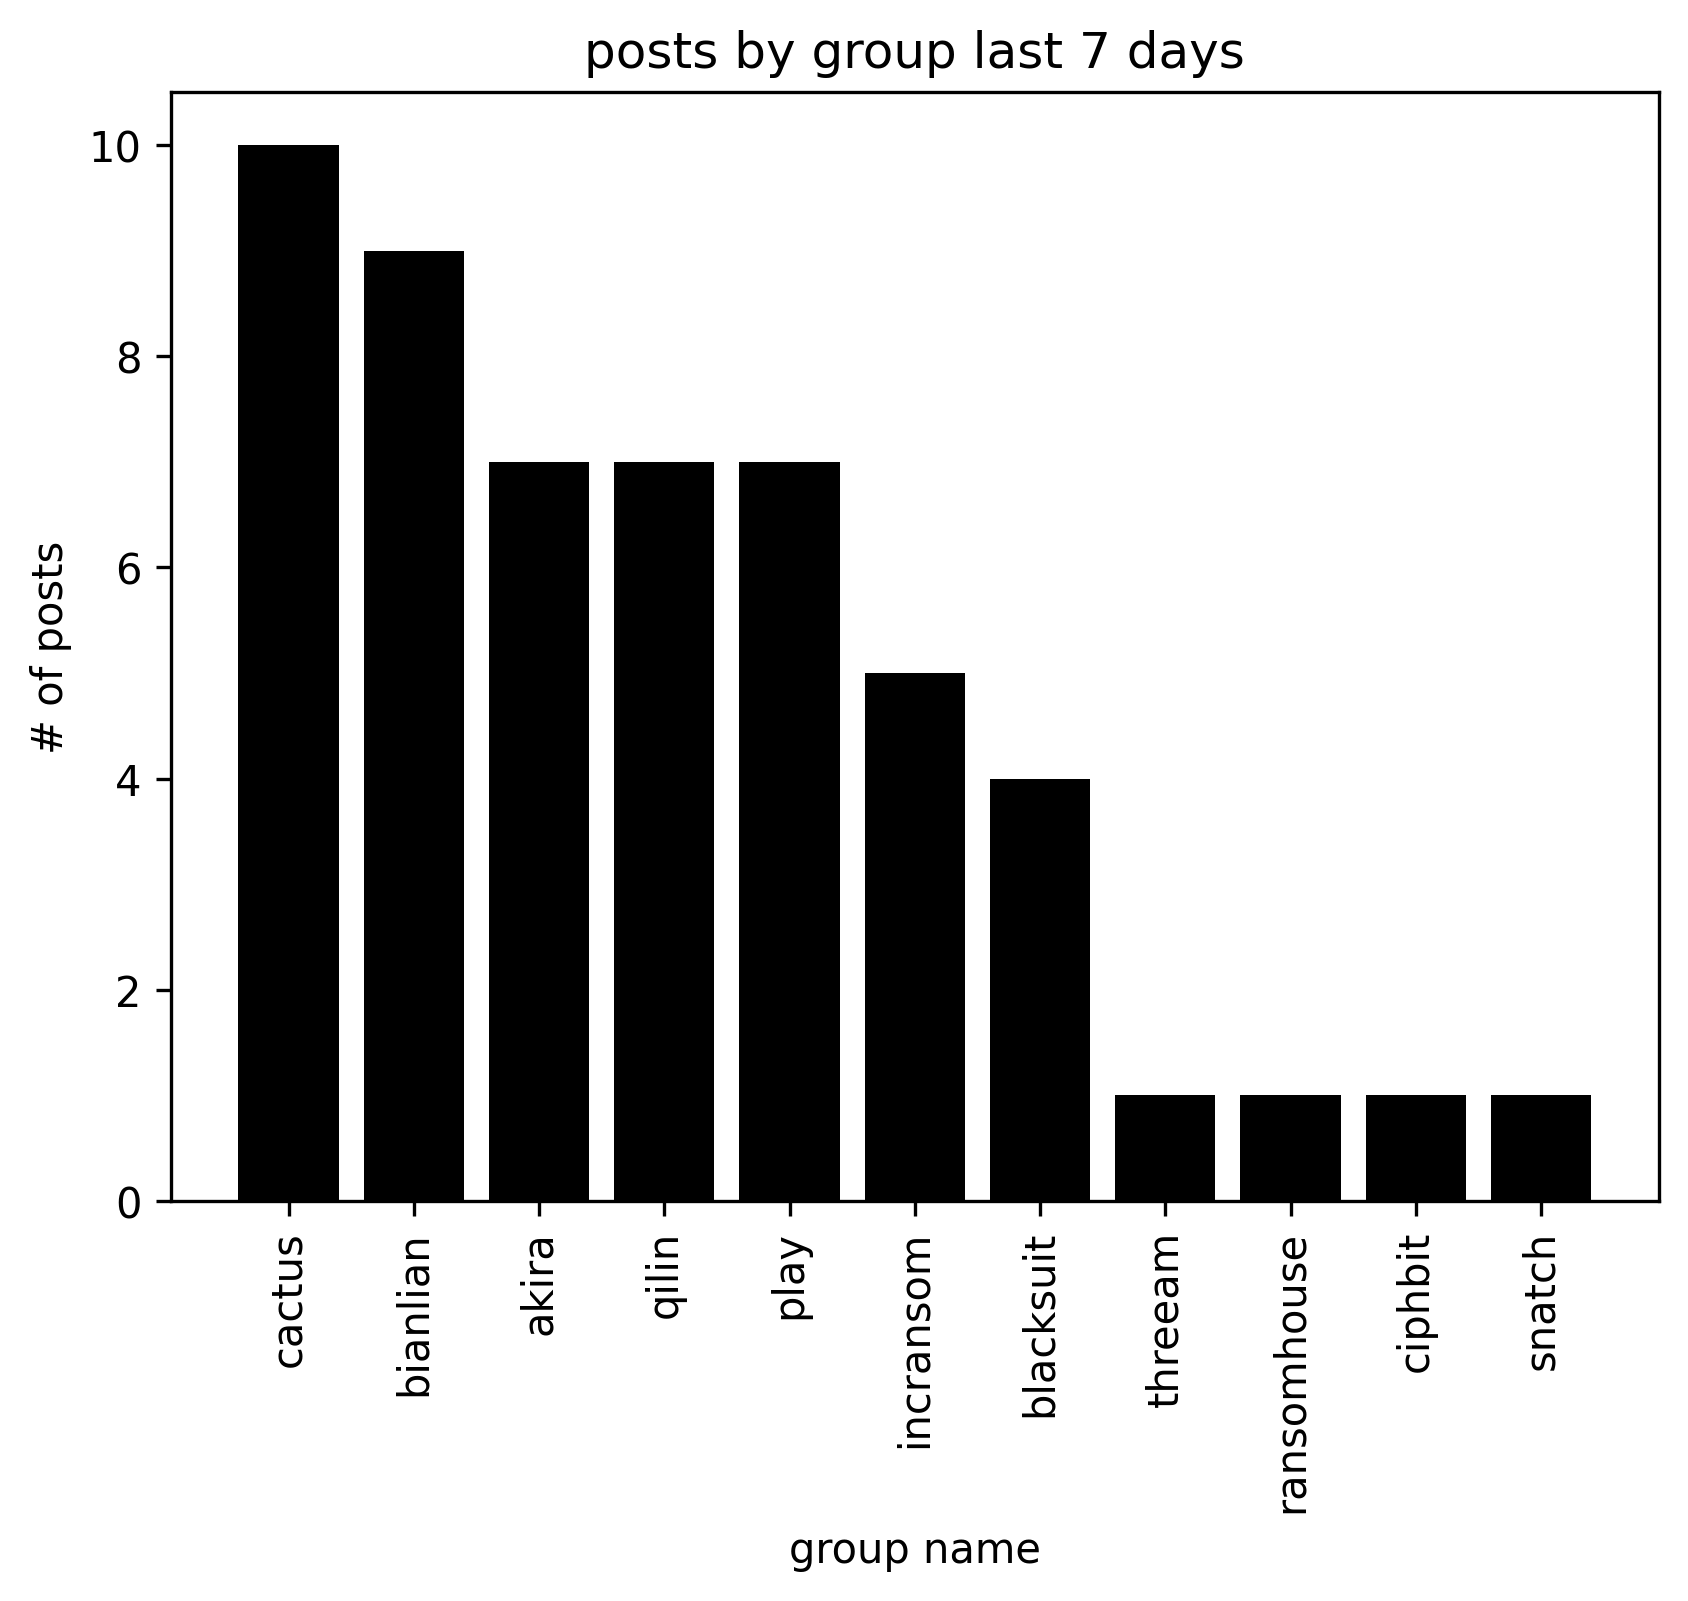 posts by group last 7 days
# of posts
10
8
6
4
2
0
cactus
bianlian
akira
qilin
play
incransom
blacksuit
threeam
ransomhouse
ciphbit
snatch
group name